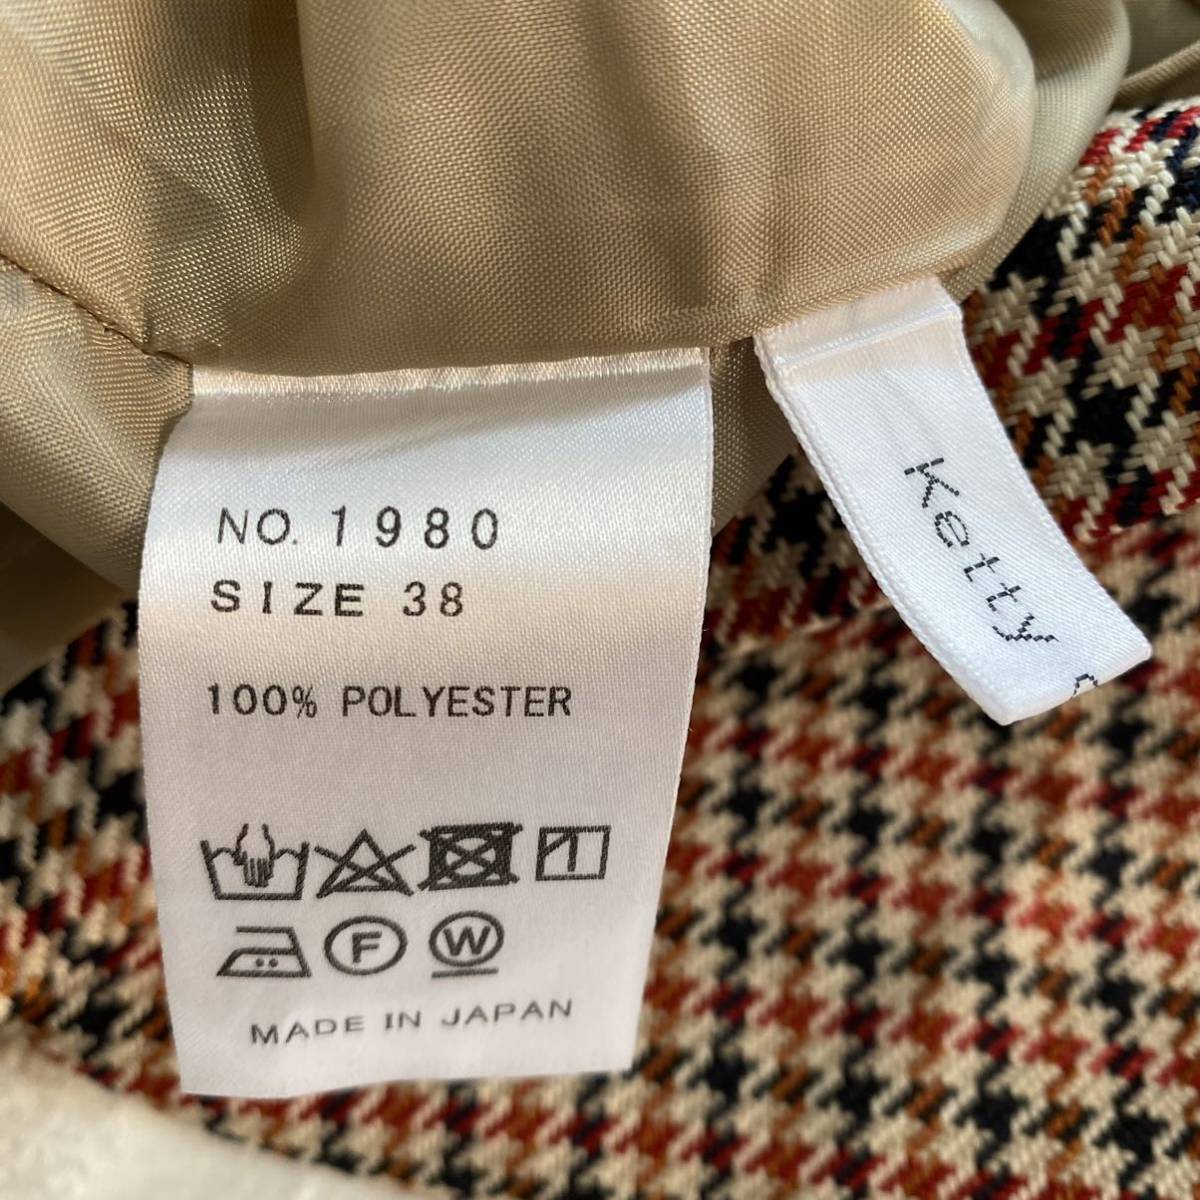 NO. 1980
SIZE 38
100% POLYESTER
F W
MADE IN JAPAN
Ketty